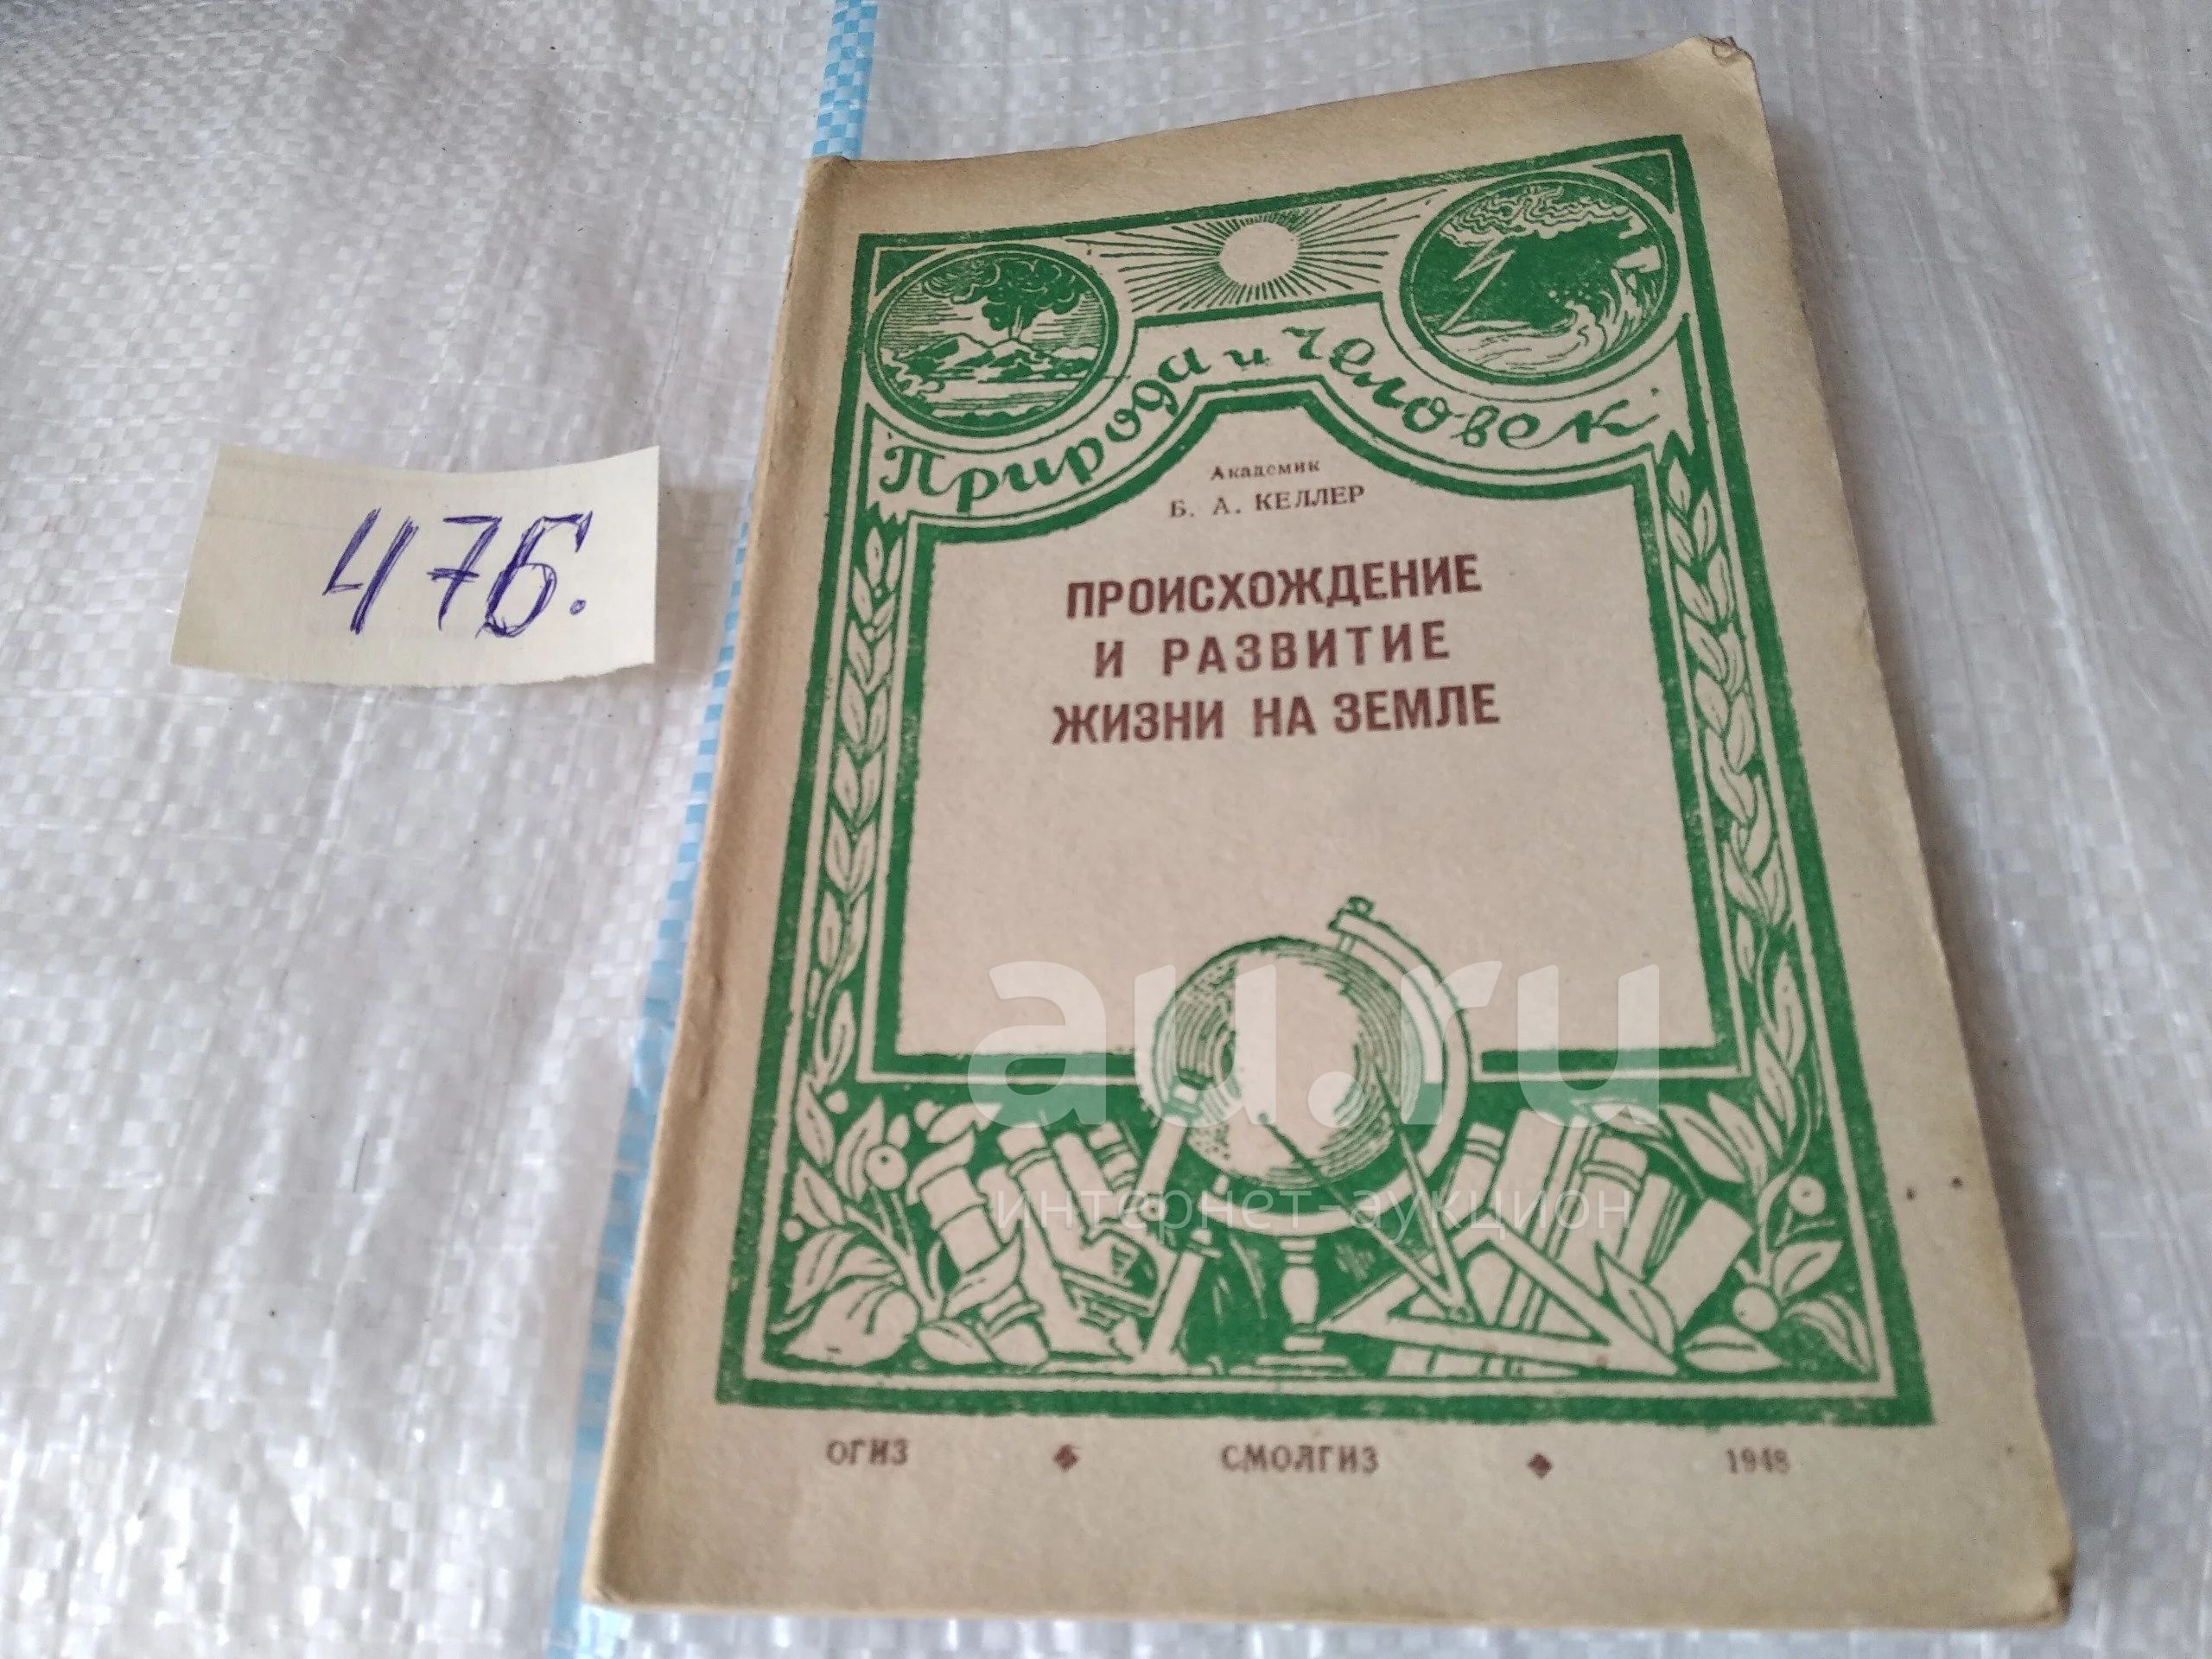 47б.
Природа и человек
Академик
Б. А. КЕЛЛЕР
ПРОИСХОЖДЕНИЕ
И РАЗВИТИЕ
ЖИЗНИ НА ЗЕМЛЕ
au.ru
интернет-аукцион
ОГИЗ СМОЛГИЗ 1948